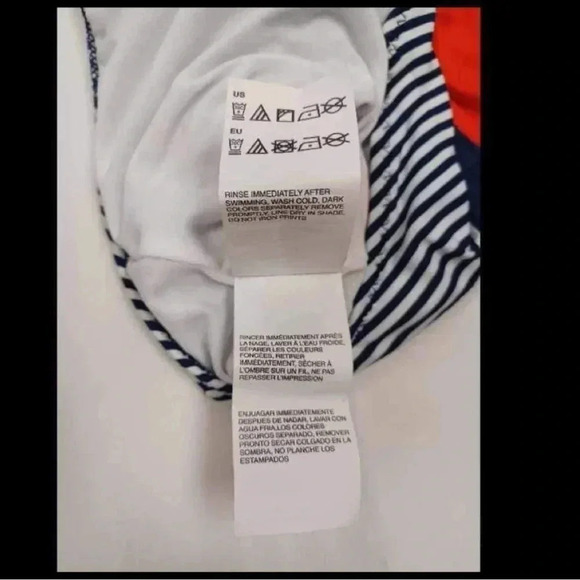 US
EU
RINSE IMMEDIATELY AFTER
SWIMMING, WASH COLD, DARK
COLORS SEPARATELY REMOVE
PROMPTLY, LINE DRY IN SHADE,
DO NOT IRON PRINTS
RINCER IMMÉDIATEMENT APRÈS
LA NAGE, LAVER À L'EAU FROIDE,
SÉPARER LES COULEURS
FONCÉES, RETIRER
IMMÉDIATEMENT, SÉCHER À
L'OMBRE SUR UN FIL, NE PAS
REPASSER L'IMPRESSION
ENJUAGAR IMMEDIATEMENTE
DESPUES DE NADAR, LAVAR CON
AGUA FRIA,LOS COLORES
OSCUROS SEPARADO, REMOVER
PRONTO SECAR COLGADO EN LA
SOMBRA, NO PLANCHE LOS
ESTAMPADOS